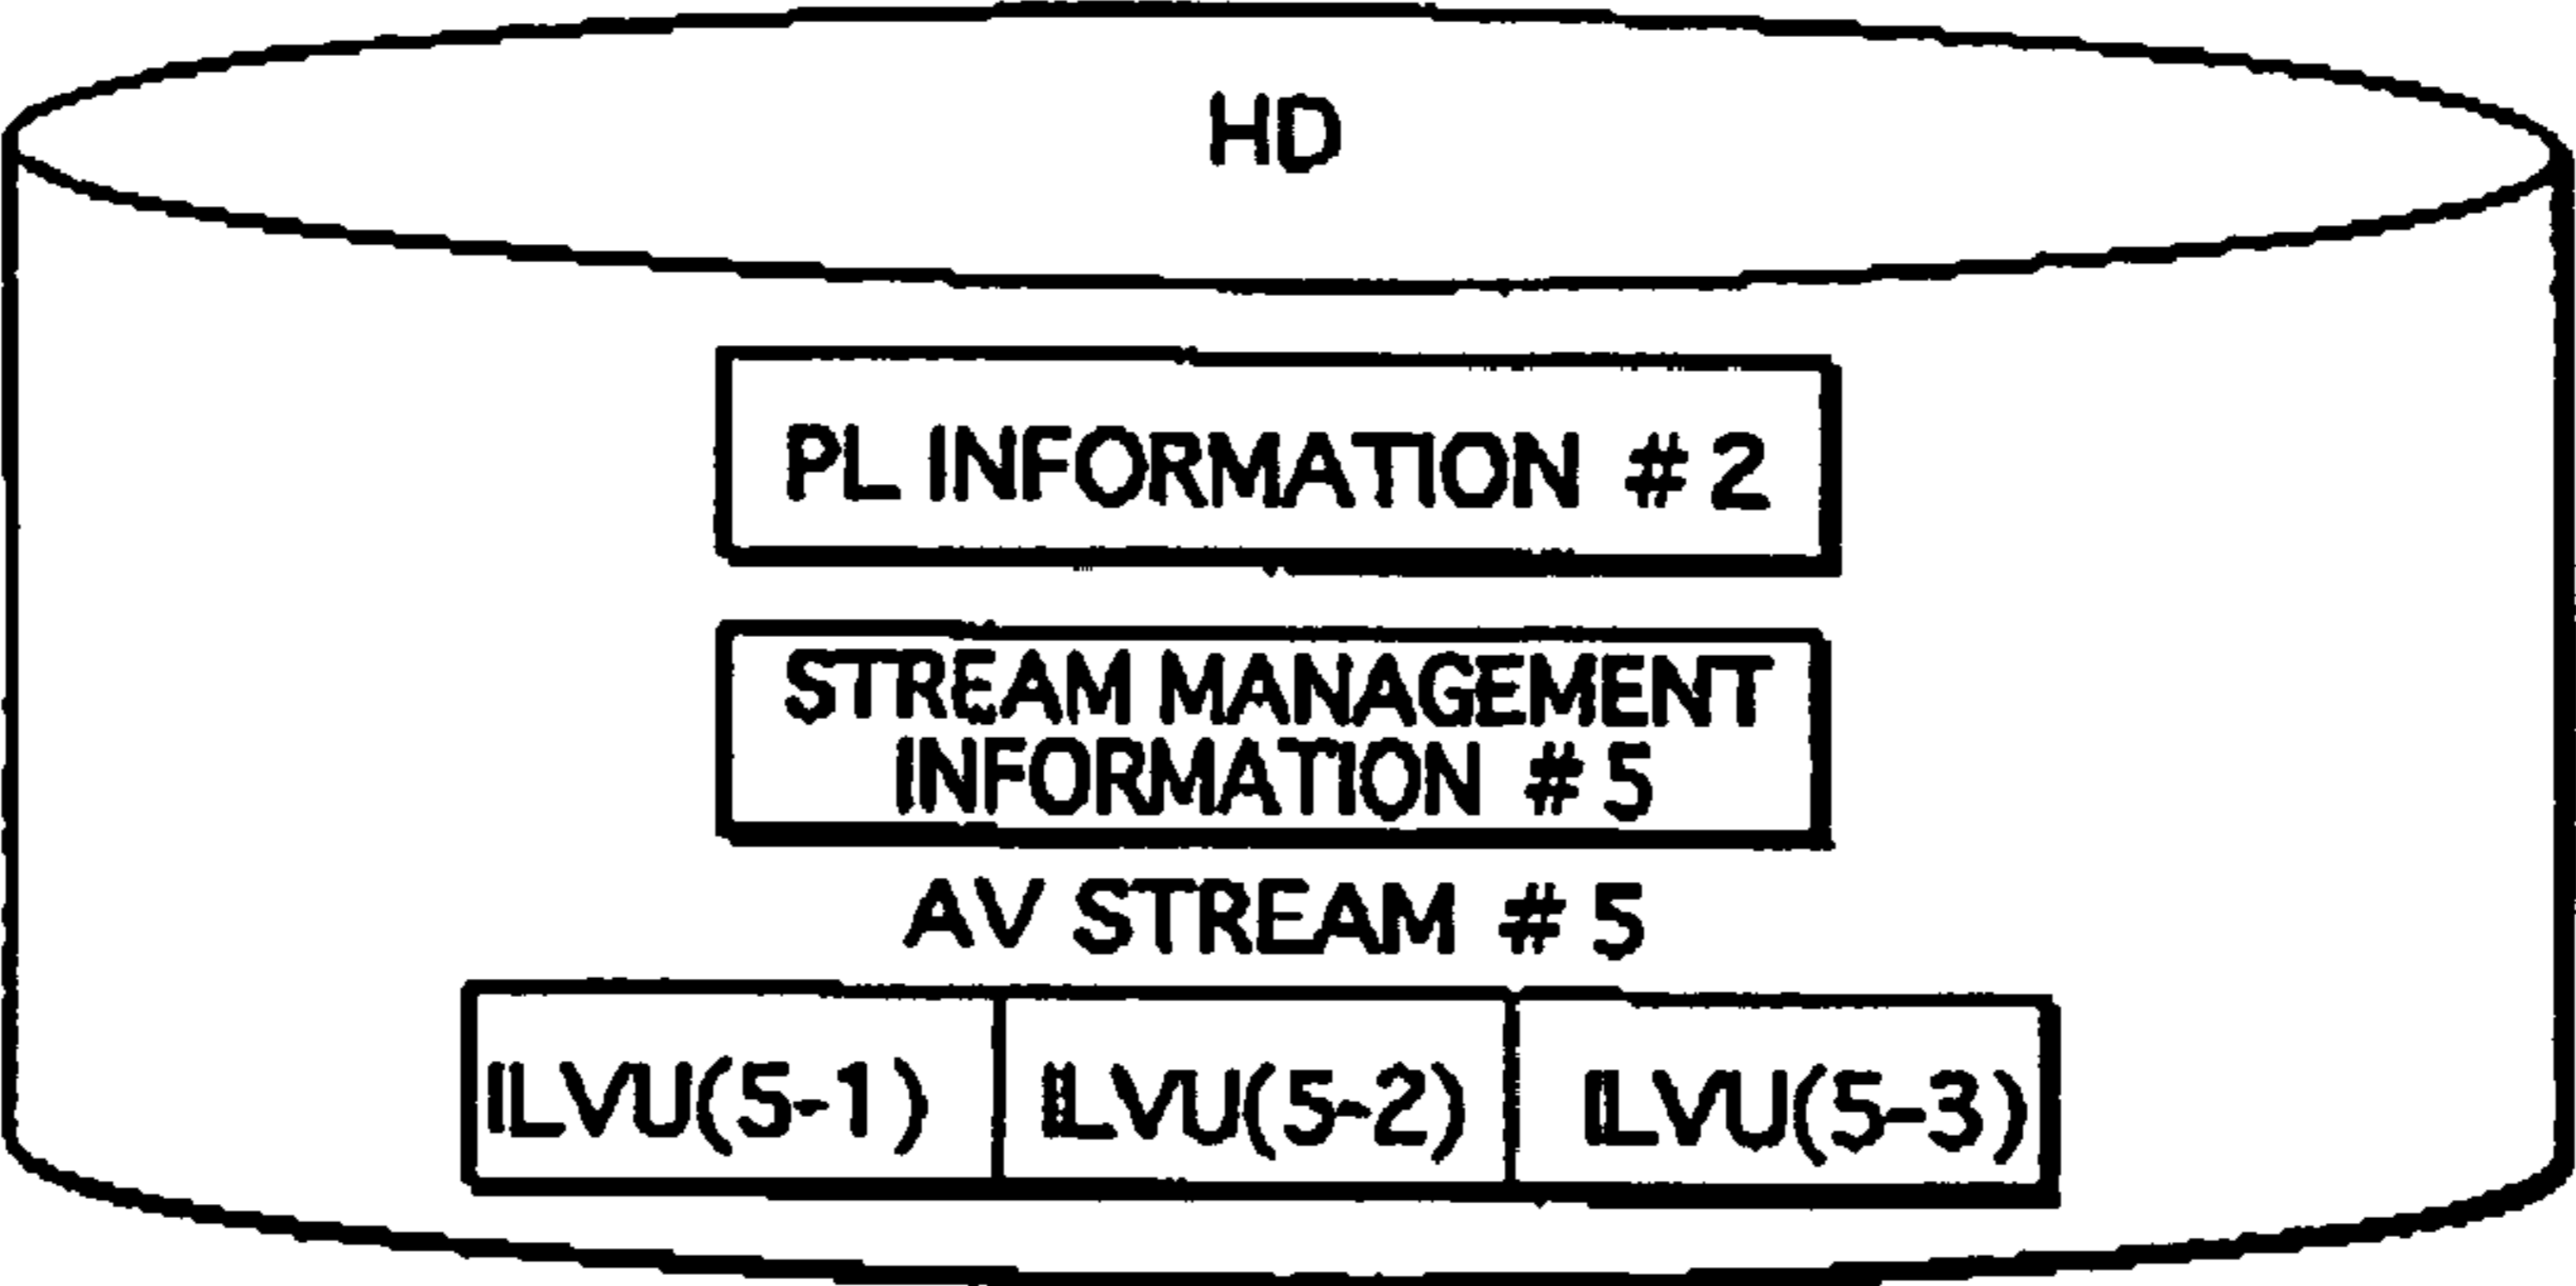 HD
PL INFORMATION #2
STREAM MANAGEMENT
INFORMATION #5
AV STREAM #5
ILVU(5-1) ILVU(5-2) ILVU(5-3)